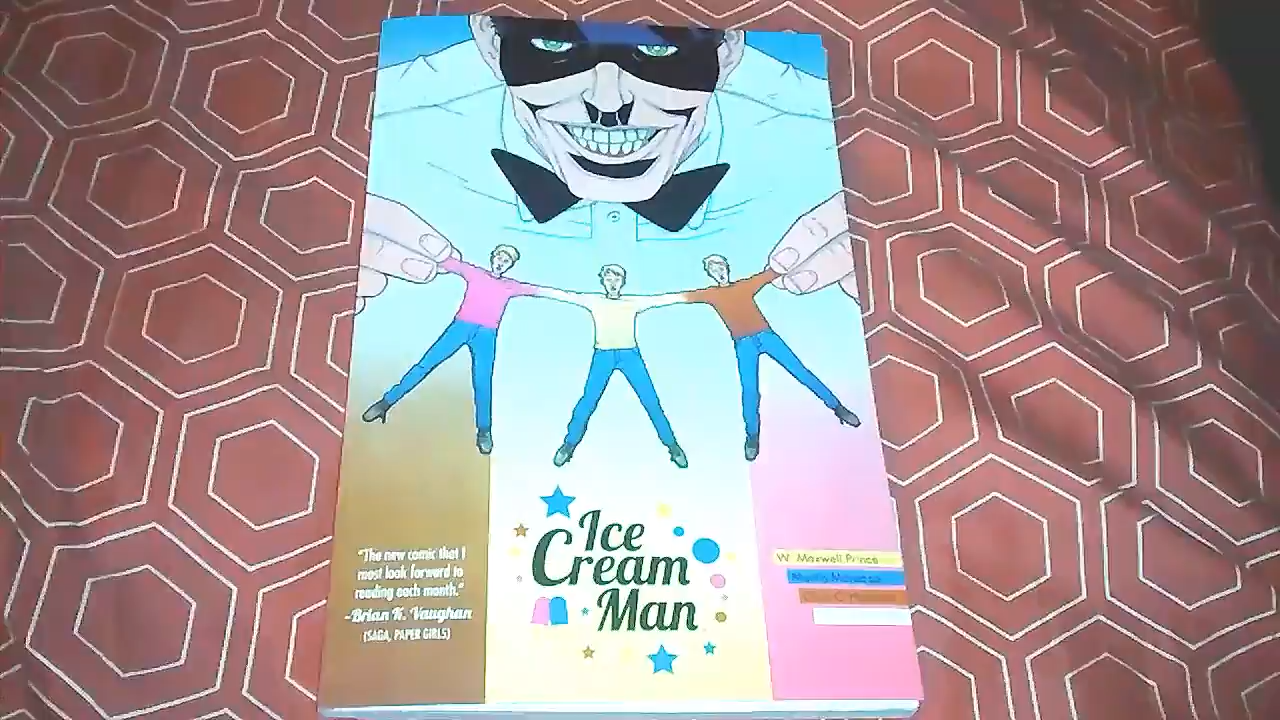 "The new comic that I
most look forward to
reading each month."
-Brian K. Vaughan
(SAGA, PAPER GIRLS)
Ice
Cream
Man
W. Maxwell Prince